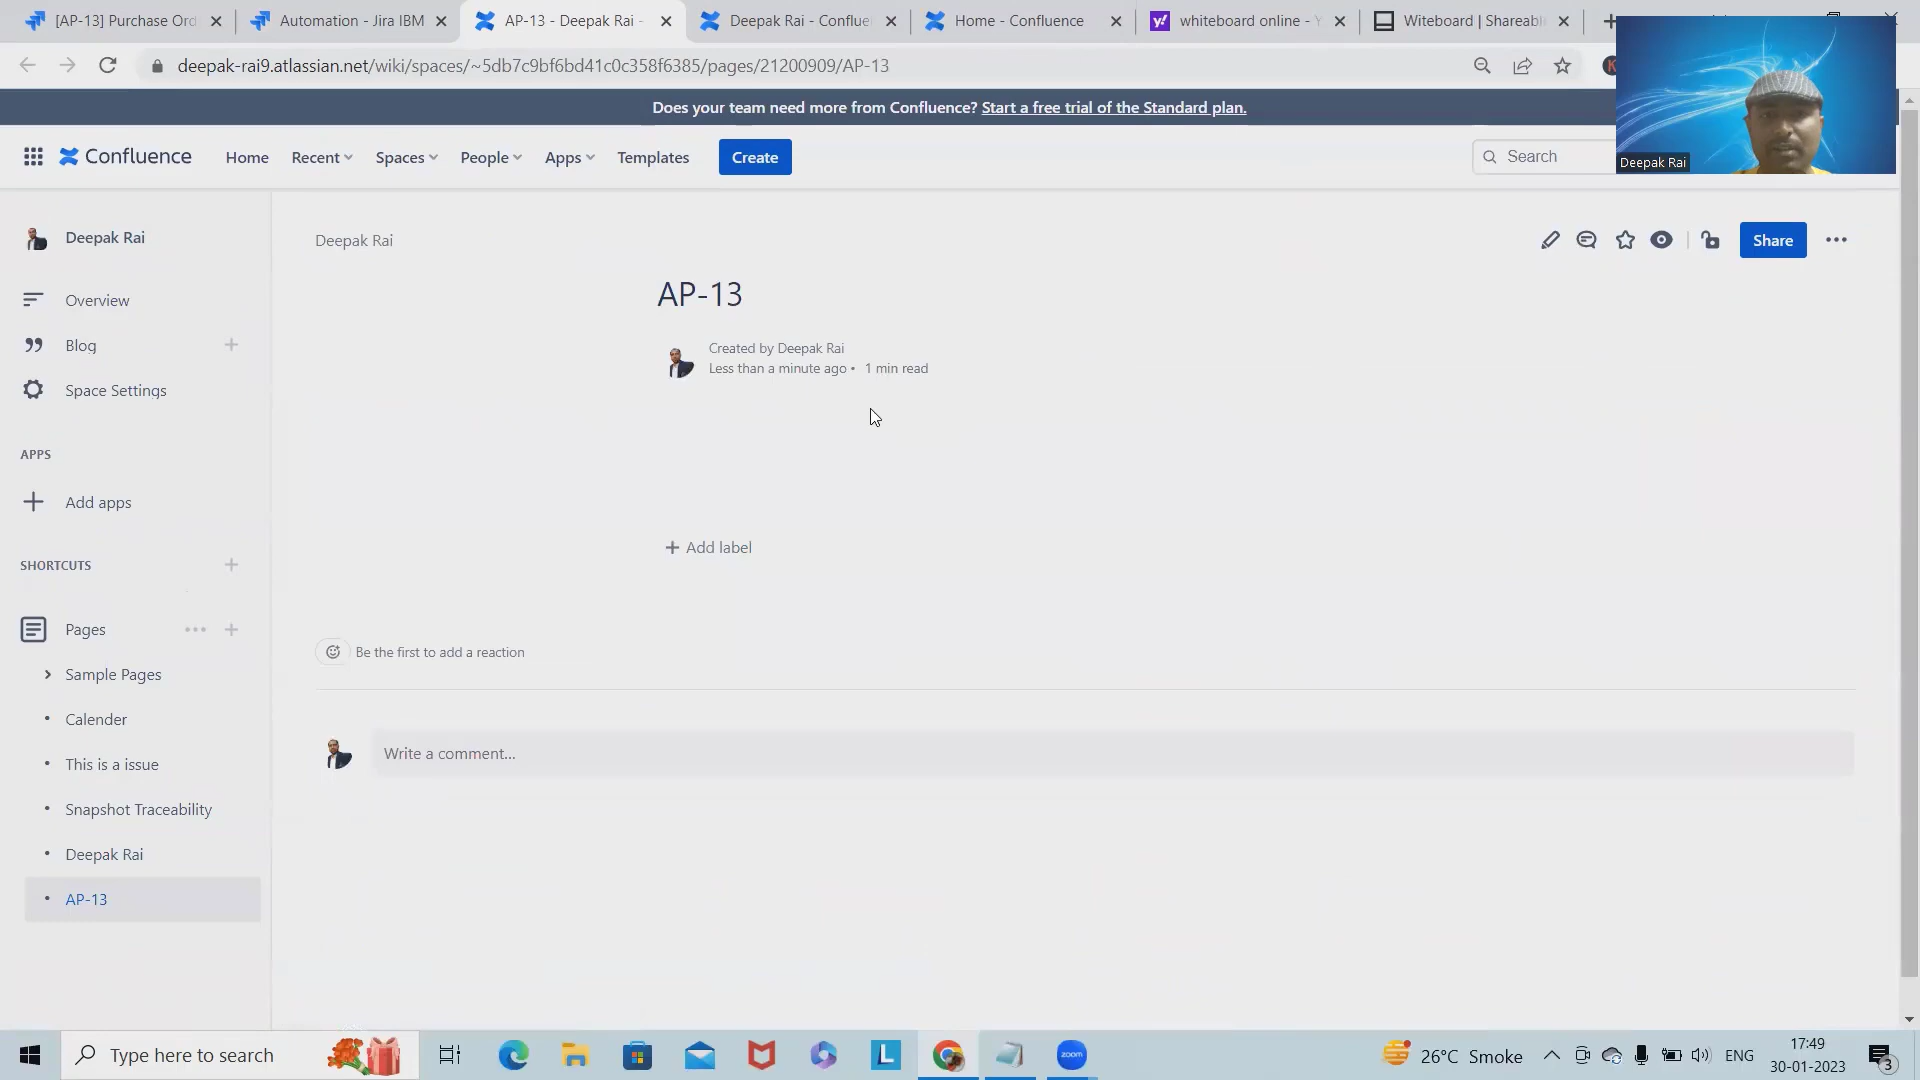 [AP-13] Purchase Ord
Automation - Jira IBM
AP-13 - Deepak Rai -
Deepak Rai - Conflue
Home - Confluence
whiteboard online - Y
Witeboard | Shareabl
deepak-rai9.atlassian.net/wiki/spaces/~5db7c9bf6bd41c0c358f6385/pages/21200909/AP-13
Does your team need more from Confluence? Start a free trial of the Standard plan.
Confluence
Home
Recent
Spaces
People
Apps
Templates
Create
Search
Deepak Rai
Deepak Rai
Overview
Blog
Space Settings
APPS
Add apps
SHORTCUTS
Pages
Sample Pages
Calender
This is a issue
Snapshot Traceability
Deepak Rai
AP-13
Deepak Rai
Share
AP-13
Created by Deepak Rai
Less than a minute ago • 1 min read
Add label
Be the first to add a reaction
Write a comment...
Type here to search
L
zoom
26°C Smoke
ENG
17:49
30-01-2023
3